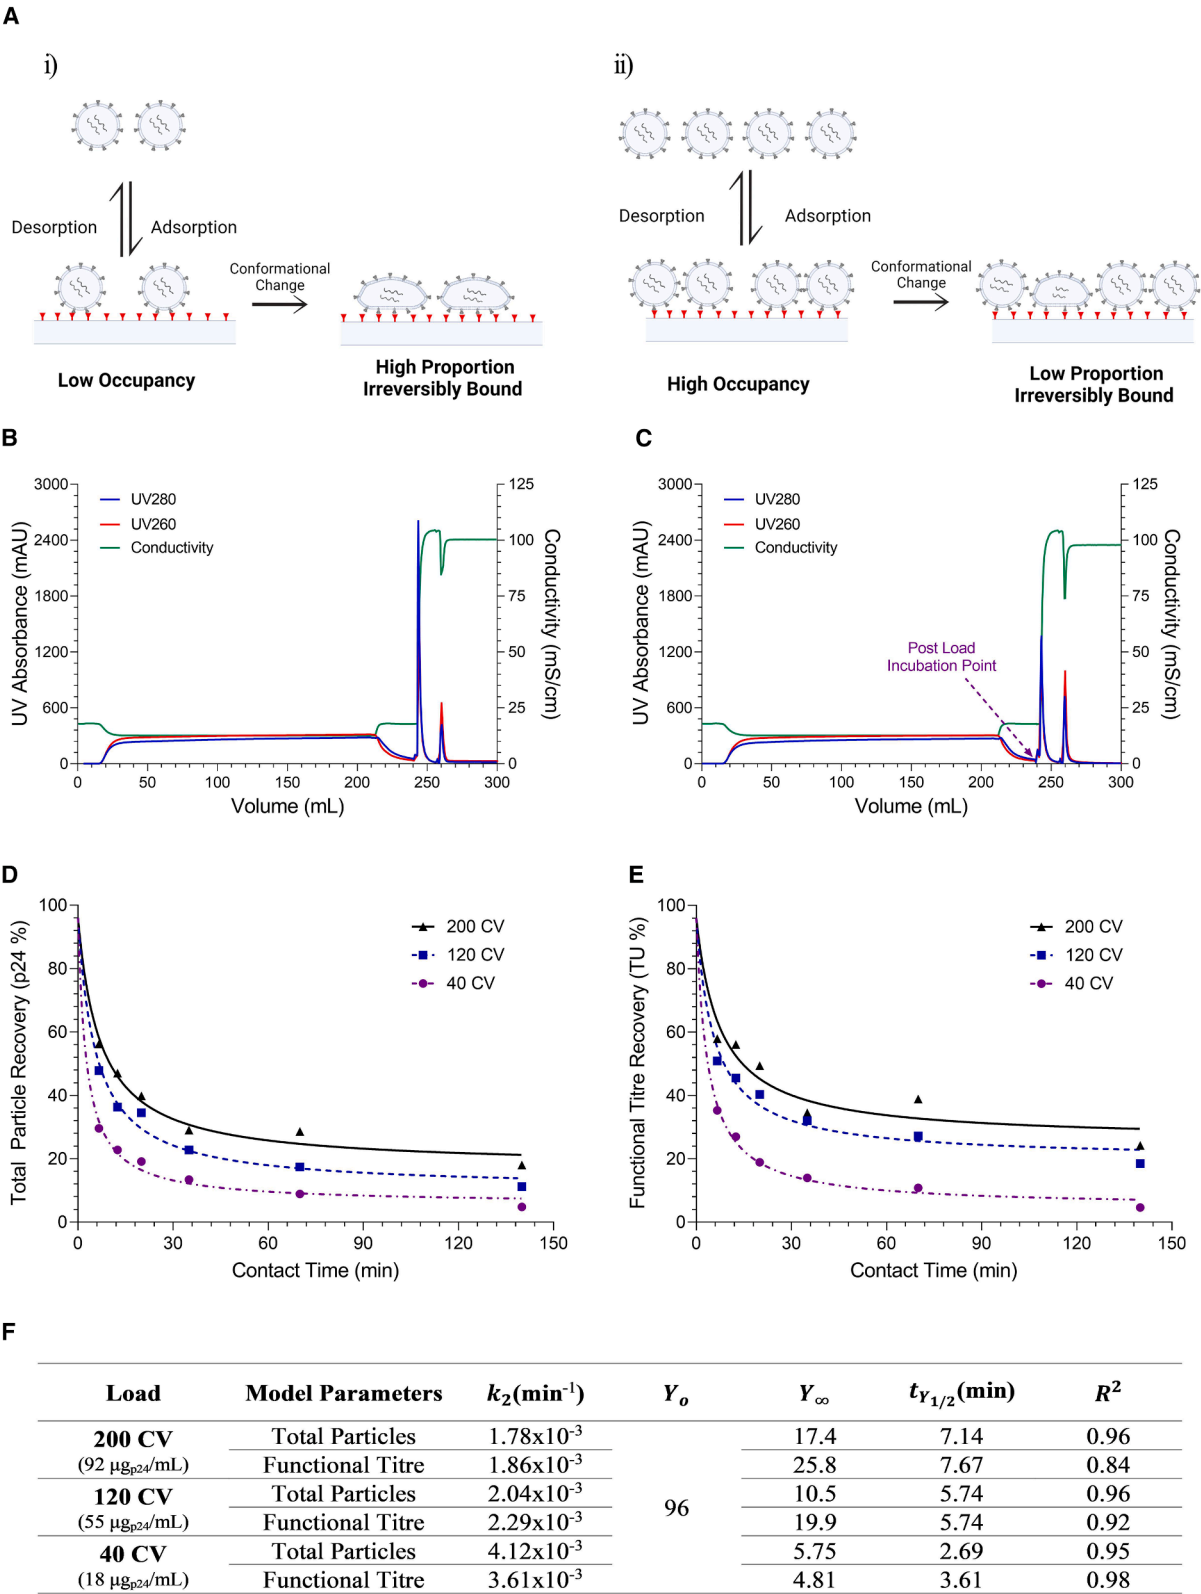 A
i)
ii)
Desorption
Adsorption
Conformational
Change
Low Occupancy
High Proportion
Irreversibly Bound
Desorption
Adsorption
Conformational
Change
High Occupancy
Low Proportion
Irreversibly Bound
B
3000
2400
1800
1200
600
0
UV Absorbance (mAU)
UV280
UV260
Conductivity
125
100
75
50
25
0
Conductivity (mS/cm)
0 50 100 150 200 250 300
Volume (mL)
C
3000
2400
1800
1200
600
0
UV Absorbance (mAU)
UV280
UV260
Conductivity
Post Load
Incubation Point
125
100
75
50
25
0
Conductivity (mS/cm)
0 50 100 150 200 250 300
Volume (mL)
D
100
80
60
40
20
0
Total Particle Recovery (p24 %)
200 CV
120 CV
40 CV
0 30 60 90 120 150
Contact Time (min)
E
100
80
60
40
20
0
Functional Titre Recovery (TU %)
200 CV
120 CV
40 CV
0 30 60 90 120 150
Contact Time (min)
F
Load Model Parameters k₂(min⁻¹) Yₒ Y∞ t_Y₁/₂(min) R²
200 CV Total Particles 1.78x10⁻³ 17.4 7.14 0.96
(92 μgₚ₂₄/mL) Functional Titre 1.86x10⁻³ 25.8 7.67 0.84
120 CV Total Particles 2.04x10⁻³ 10.5 5.74 0.96
96
(55 μgₚ₂₄/mL) Functional Titre 2.29x10⁻³ 19.9 5.74 0.92
40 CV Total Particles 4.12x10⁻³ 5.75 2.69 0.95
(18 μgₚ₂₄/mL) Functional Titre 3.61x10⁻³ 4.81 3.61 0.98